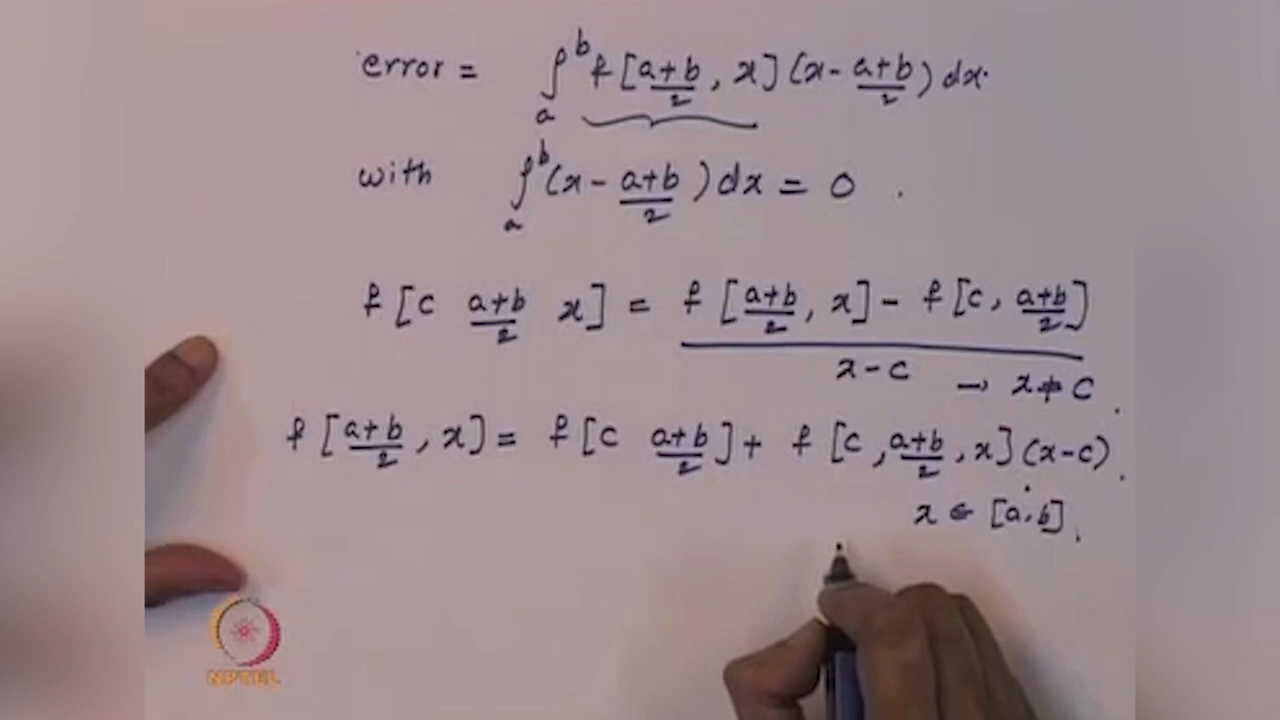 error = ∫_a^b f[(a+b)/2, x](x - (a+b)/2) dx.
with ∫_a^b (x - (a+b)/2) dx = 0 .
f[c (a+b)/2 x] = (f[(a+b)/2, x] - f[c, (a+b)/2]) / (x - c) → x ≠ c .
f[(a+b)/2, x] = f[c (a+b)/2] + f[c, (a+b)/2, x](x-c) .
x ∈ [a,b] .
NPTEL